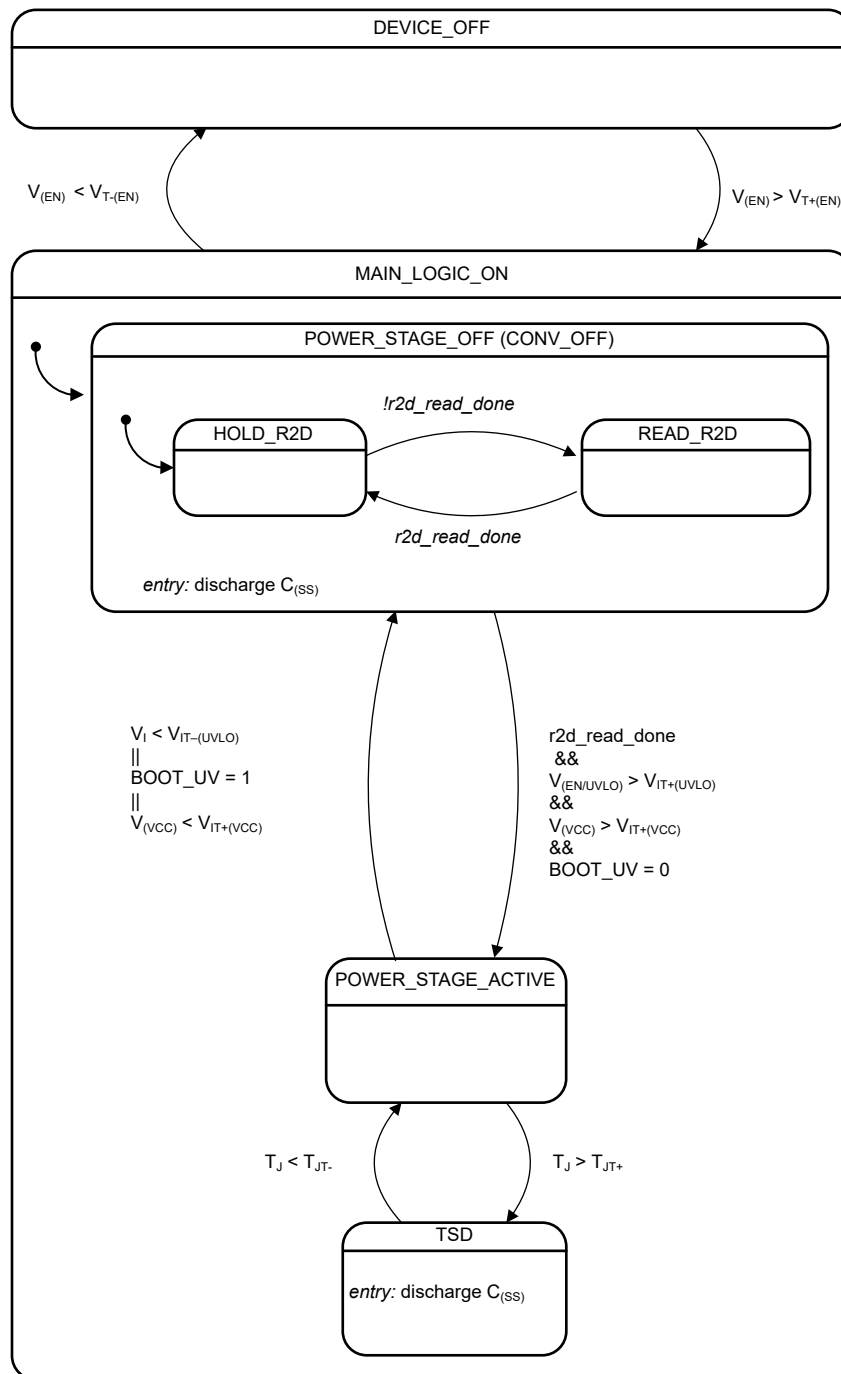 DEVICE_OFF
V(EN) < VT-(EN)
V(EN) > VT+(EN)
MAIN_LOGIC_ON
POWER_STAGE_OFF (CONV_OFF)
!r2d_read_done
HOLD_R2D
READ_R2D
r2d_read_done
entry: discharge C(SS)
VI < VIT–(UVLO)
||
BOOT_UV = 1
||
V(VCC) < VIT+(VCC)
r2d_read_done
&&
V(EN/UVLO) > VIT+(UVLO)
&&
V(VCC) > VIT+(VCC)
&&
BOOT_UV = 0
POWER_STAGE_ACTIVE
TJ < TJT-
TJ > TJT+
TSD
entry: discharge C(SS)